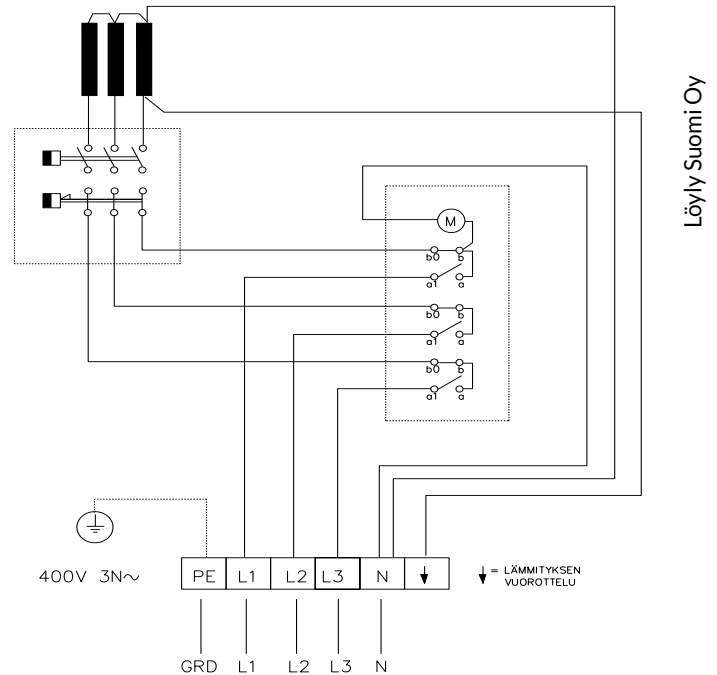 Löyly Suomi Oy
M
b0 b
a1 a
b0 b
a1 a
b0 b
a1 a
400V 3N~
PE L1 L2 L3 N ↓
↓ = LÄMMITYKSEN
VUOROTTELU
GRD L1 L2 L3 N